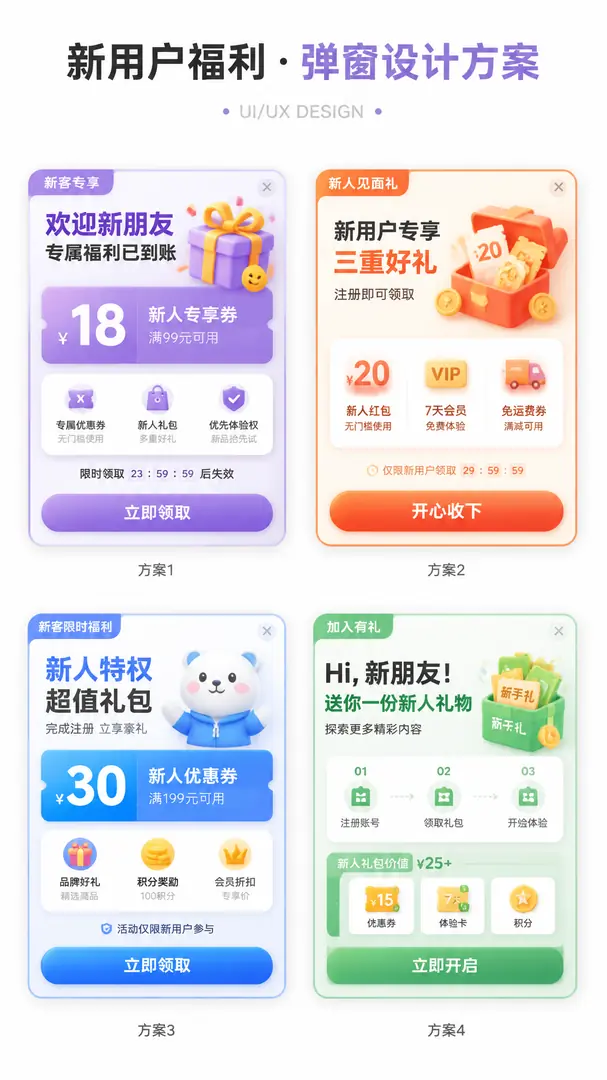 新用户福利 · 弹窗设计方案
• UI/UX DESIGN •
新客专享
欢迎新朋友
专属福利已到账
¥18
新人专享券
满99元可用
专属优惠券
无门槛使用
新人礼包
多重好礼
优先体验权
新品抢先试
限时领取 23 : 59 : 59 后失效
立即领取
方案1
新人见面礼
新用户专享
三重好礼
注册即可领取
20
¥20
新人红包
无门槛使用
VIP
7天会员
免费体验
免运费券
满减可用
仅限新用户领取 29 : 59 : 59
开心收下
方案2
新客限时福利
新人特权
超值礼包
完成注册 立享豪礼
¥30
新人优惠券
满199元可用
品牌好礼
积分奖励
100积分
会员折扣
专享价
活动仅限新用户参与
立即领取
方案3
加入有礼
Hi, 新朋友!
送你一份新人礼物
探索更多精彩内容
新手礼
01
注册账号
02
领取礼包
03
新人礼包价值 ¥25+
¥15
优惠券
体验卡
积分
立即开启
方案4